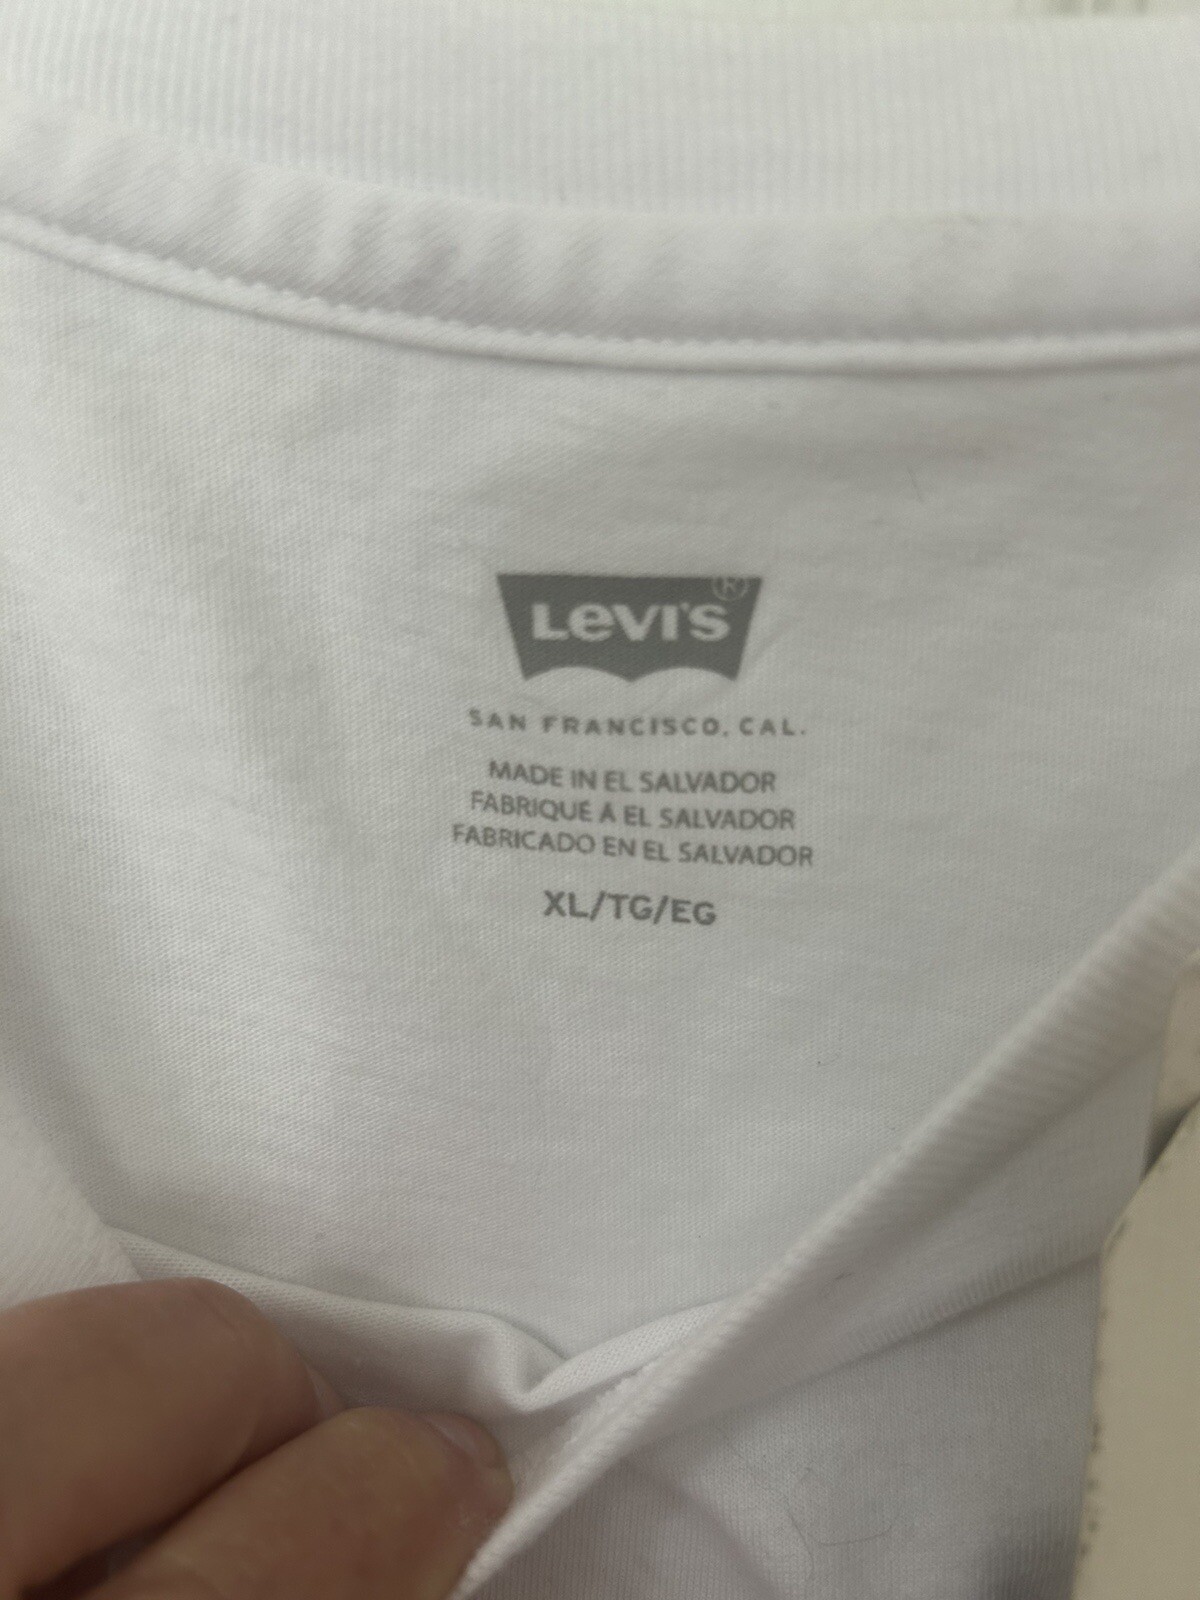 Levi's®
SAN FRANCISCO, CAL.
MADE IN EL SALVADOR
FABRIQUÉ À EL SALVADOR
FABRICADO EN EL SALVADOR
XL/TG/EG